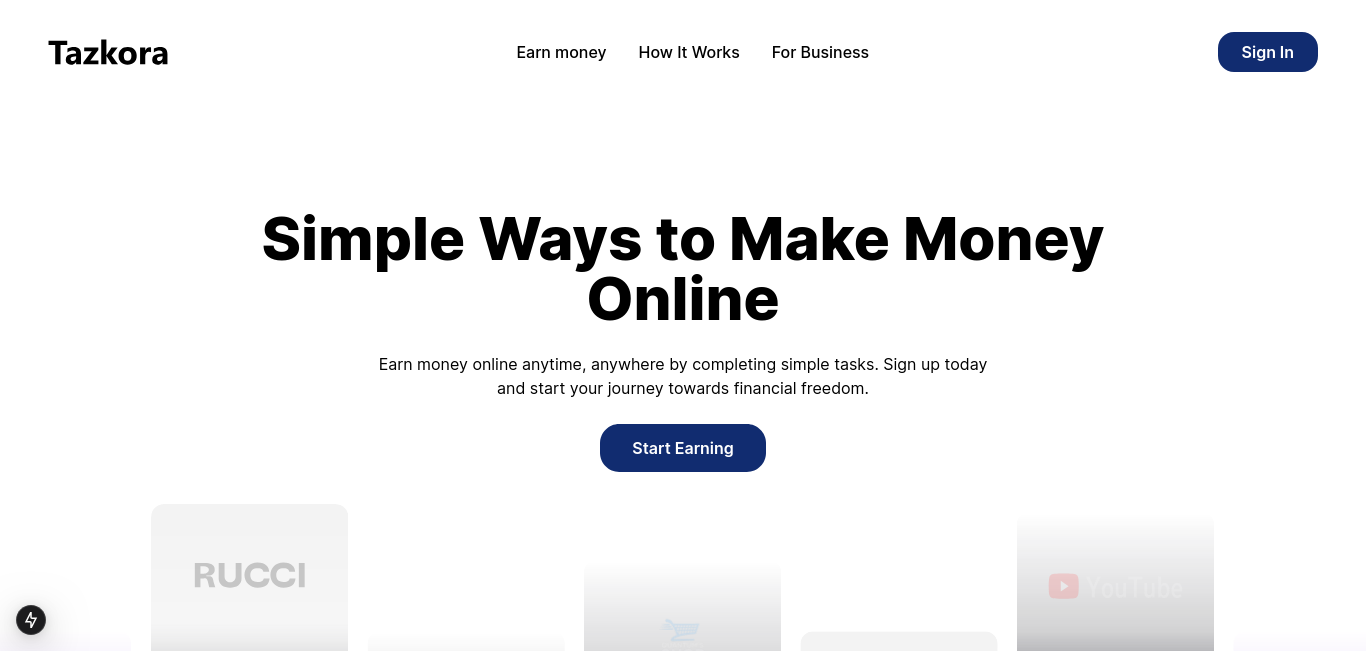 Tazkora
Earn money
How It Works
For Business
Sign In
Simple Ways to Make Money
Online
Earn money online anytime, anywhere by completing simple tasks. Sign up today
and start your journey towards financial freedom.
Start Earning
RUCCI
YouTube